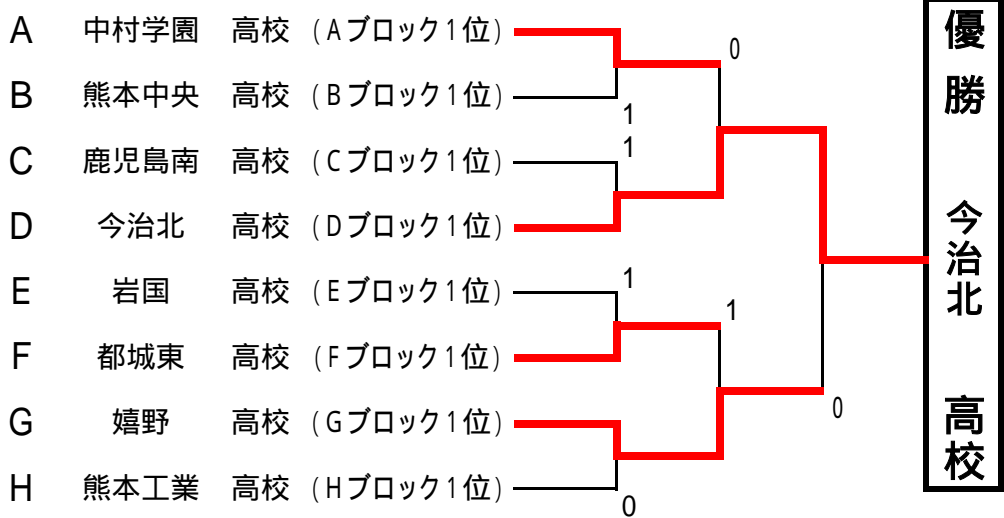 A 中村学園 高校 (Aブロック1位)
0
B 熊本中央 高校 (Bブロック1位)
1
1
C 鹿児島南 高校 (Cブロック1位)
D 今治北 高校 (Dブロック1位)
E 岩国 高校 (Eブロック1位)
1
1
F 都城東 高校 (Fブロック1位)
G 嬉野 高校 (Gブロック1位)
0
H 熊本工業 高校 (Hブロック1位)
0
優勝 今治北 高校